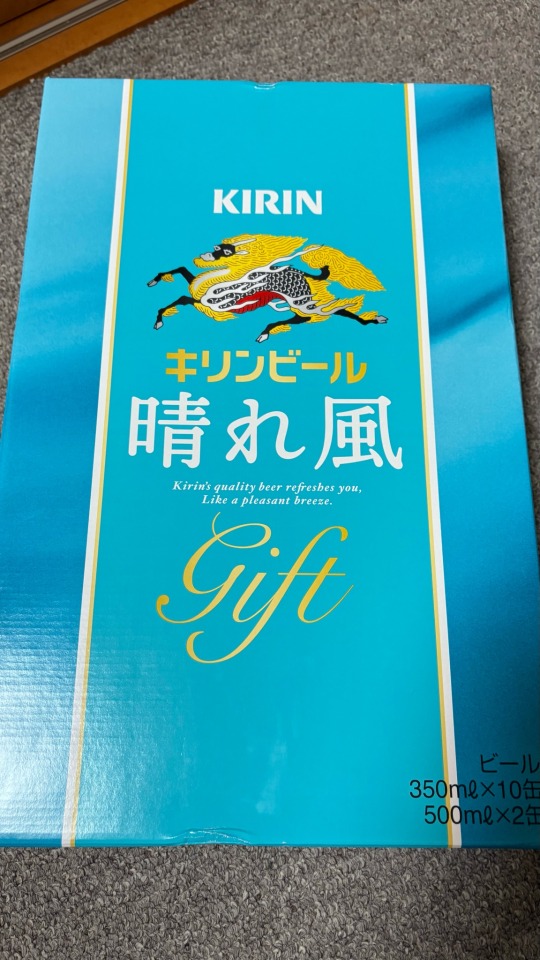 KIRIN
キリンビール
晴れ風
Kirin's quality beer refreshes you,
Like a pleasant breeze.
Gift
ビール
350mℓ×10缶
500mℓ×2缶